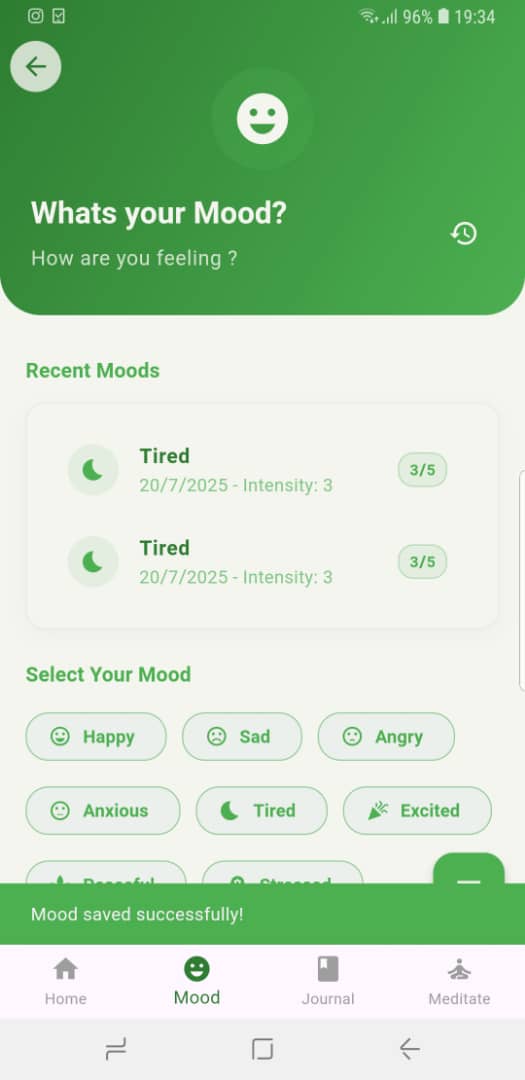 96% 19:34
Whats your Mood?
How are you feeling ?
Recent Moods
Tired
20/7/2025 - Intensity: 3
3/5
Tired
20/7/2025 - Intensity: 3
3/5
Select Your Mood
Happy Sad Angry
Anxious Tired Excited
Peaceful Stressed
Mood saved successfully!
Home Mood Journal Meditate